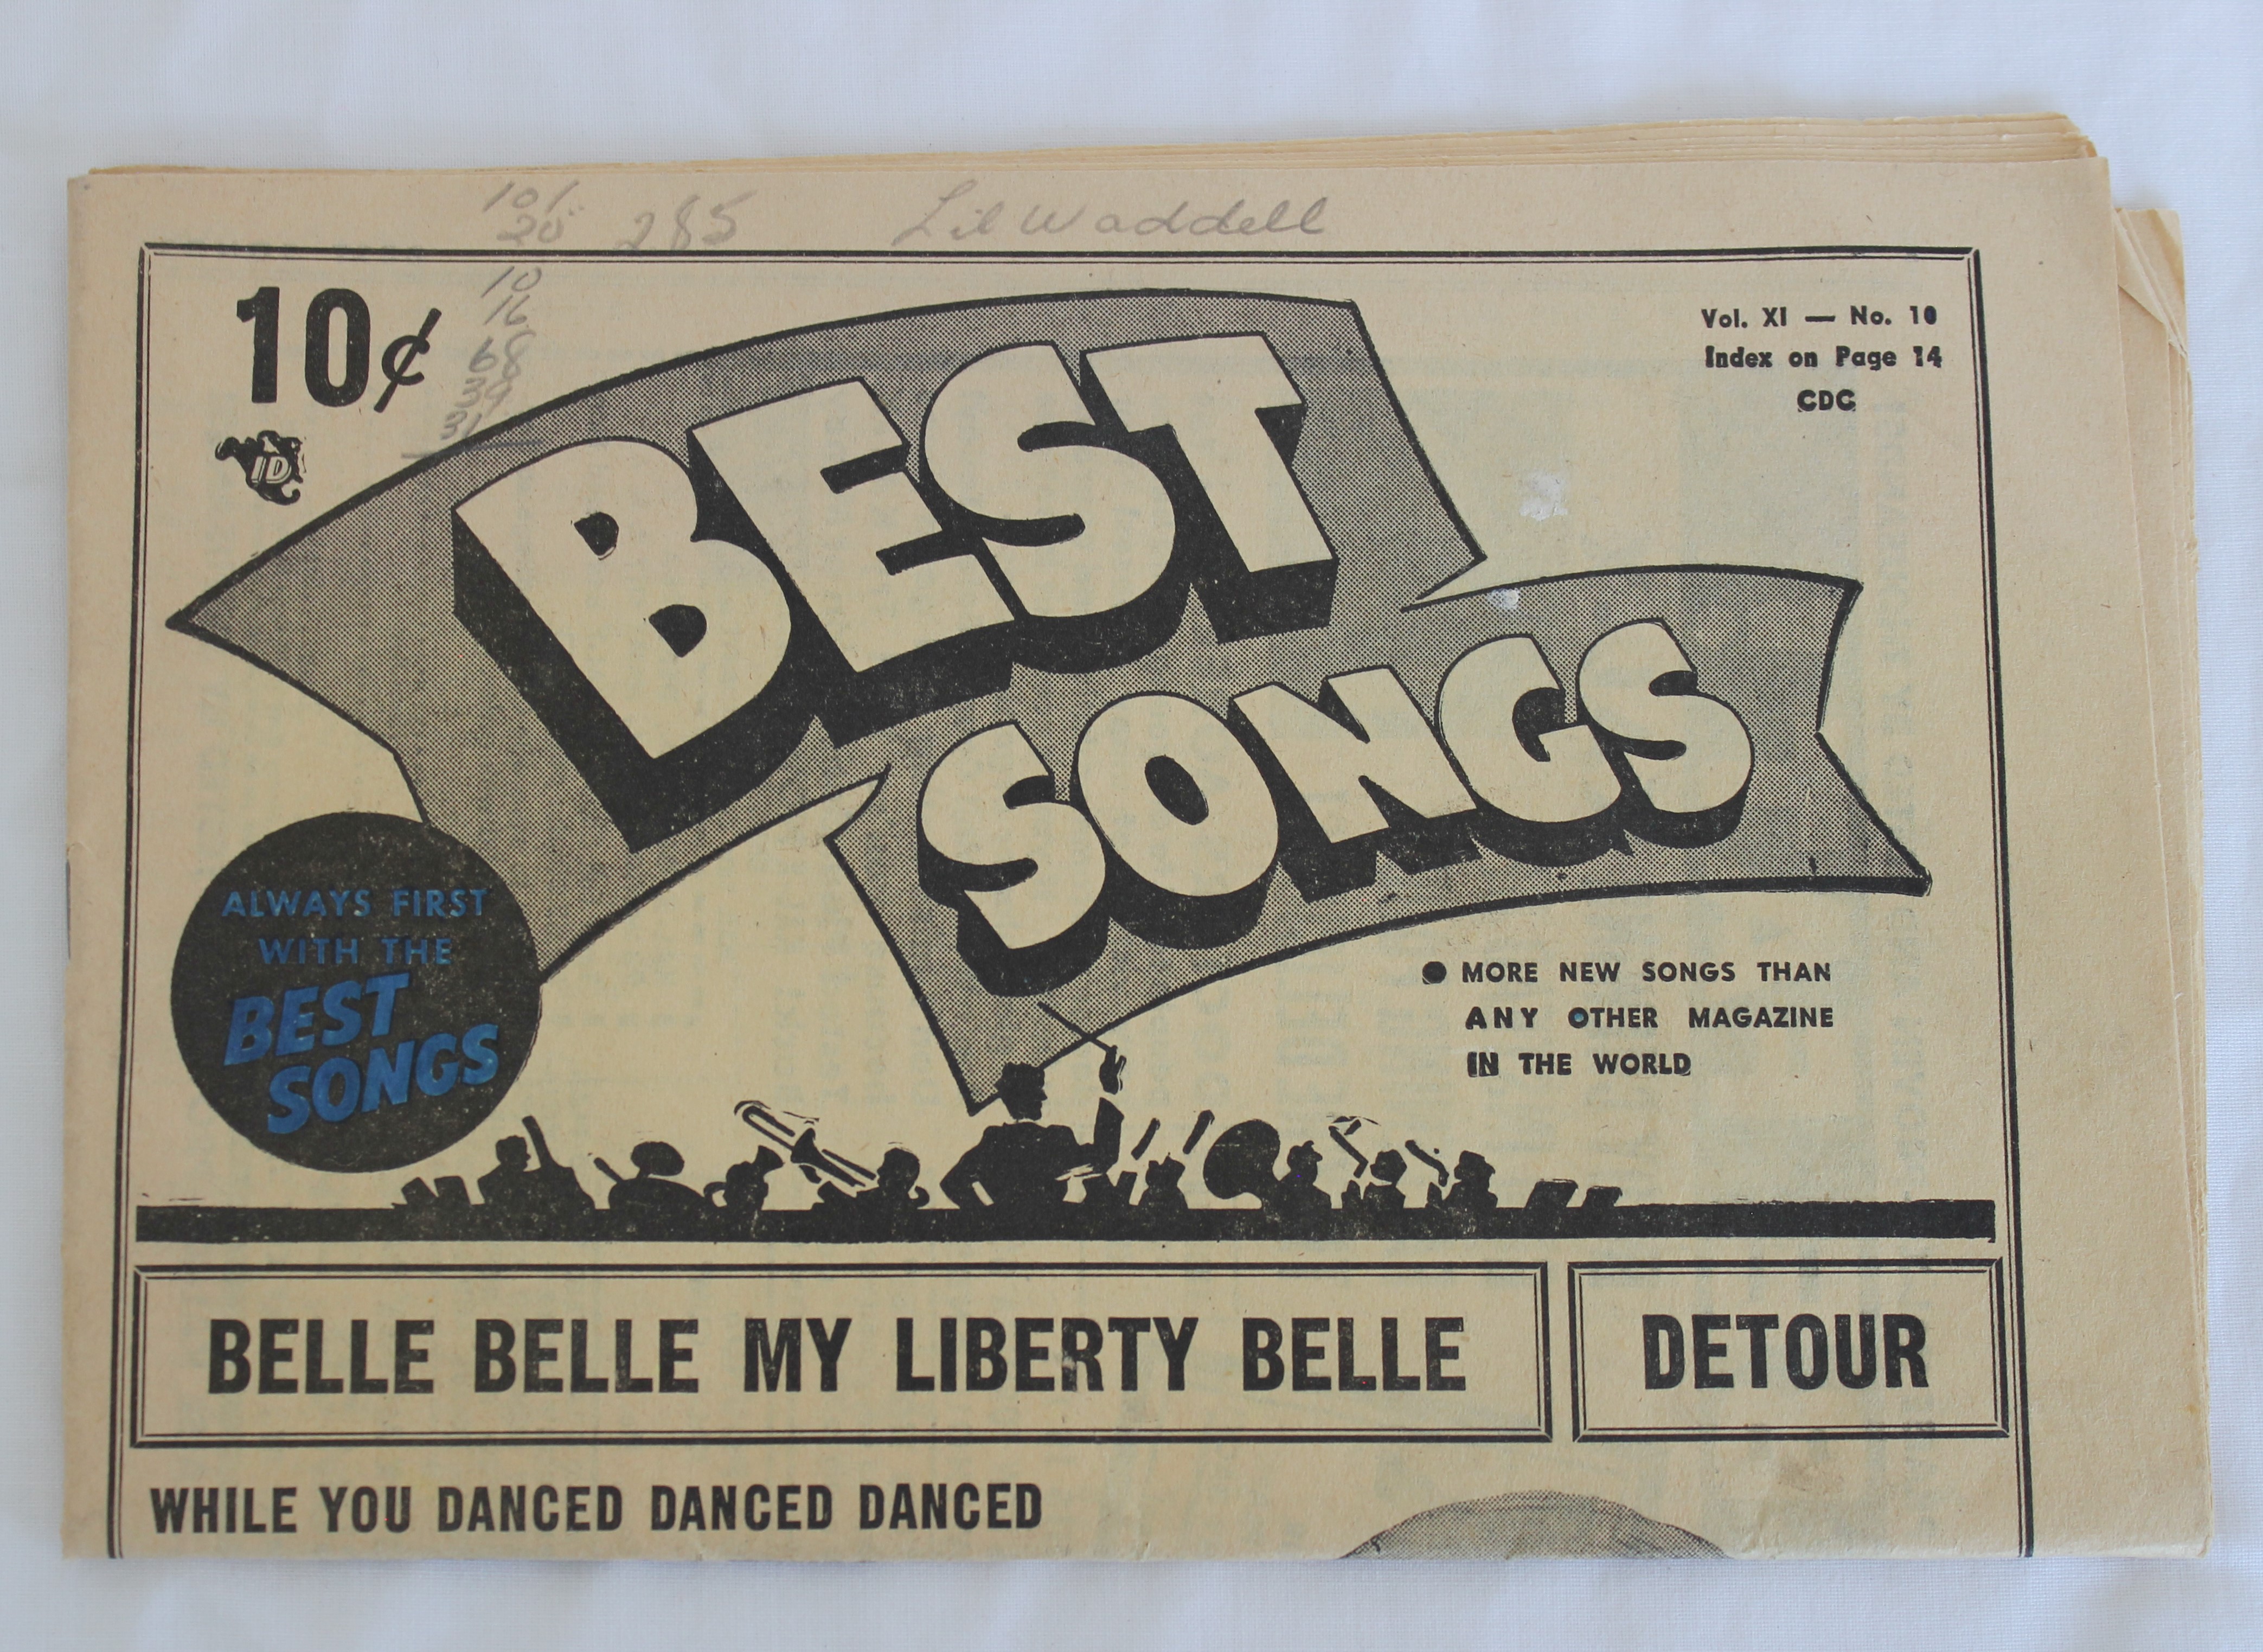 101
20
285
Lil Waddell
10
16
68
39
10¢
ID
Vol. XI — No. 10
Index on Page 14
CDC
BEST
SONGS
ALWAYS FIRST
WITH THE
BEST
SONGS
● MORE NEW SONGS THAN
ANY OTHER MAGAZINE
IN THE WORLD
BELLE BELLE MY LIBERTY BELLE
DETOUR
WHILE YOU DANCED DANCED DANCED